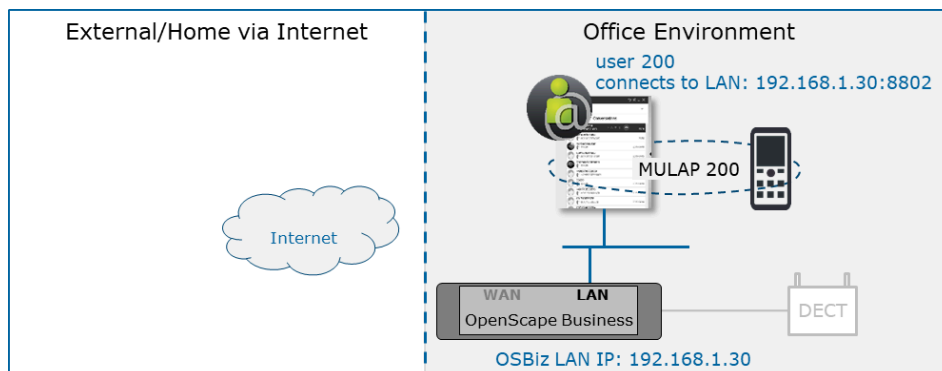 External/Home via Internet
Office Environment
user 200
connects to LAN: 192.168.1.30:8802
@
MULAP 200
Internet
WAN
LAN
OpenScape Business
DECT
OSBiz LAN IP: 192.168.1.30